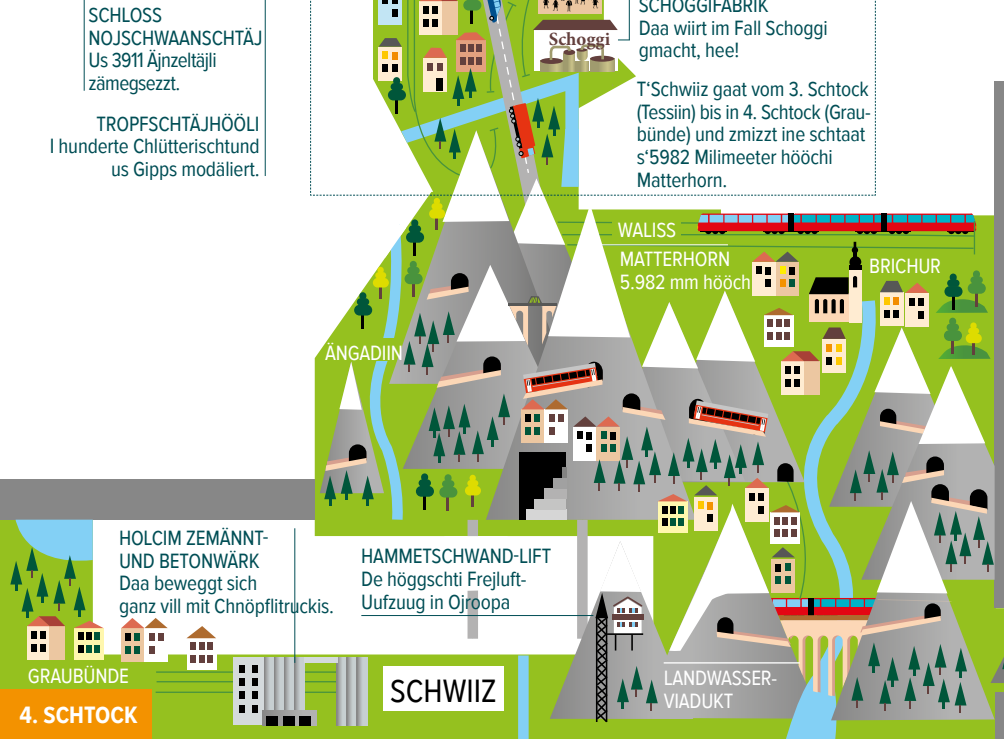 SCHLOSS
NOJSCHWAANSCHTÄJ
Us 3911 Äjnzeltäjli
zämegsezzt.
TROPFSCHTÄJHÖÖLI
I hunderte Chlütterischtund
us Gipps modäliert.
Schoggi
SCHOGGIFABRIK
Daa wiirt im Fall Schoggi
gmacht, hee!
T‘Schwiiz gaat vom 3. Schtock
(Tessiin) bis in 4. Schtock (Grau-
bünde) und zmizzt ine schtaat
s‘5982 Milimeeter hööchi
Matterhorn.
WALISS
MATTERHORN
5.982 mm hööch
BRICHUR
ÄNGADIIN
HOLCIM ZEMÄNNT-
UND BETONWÄRK
Daa beweggt sich
ganz vill mit Chnöpflitruckis.
HAMMETSCHWAND-LIFT
De höggschti Frejluft-
Uufzuug in Ojroopa
GRAUBÜNDE
4. SCHTOCK
SCHWIIZ
LANDWASSER-
VIADUKT